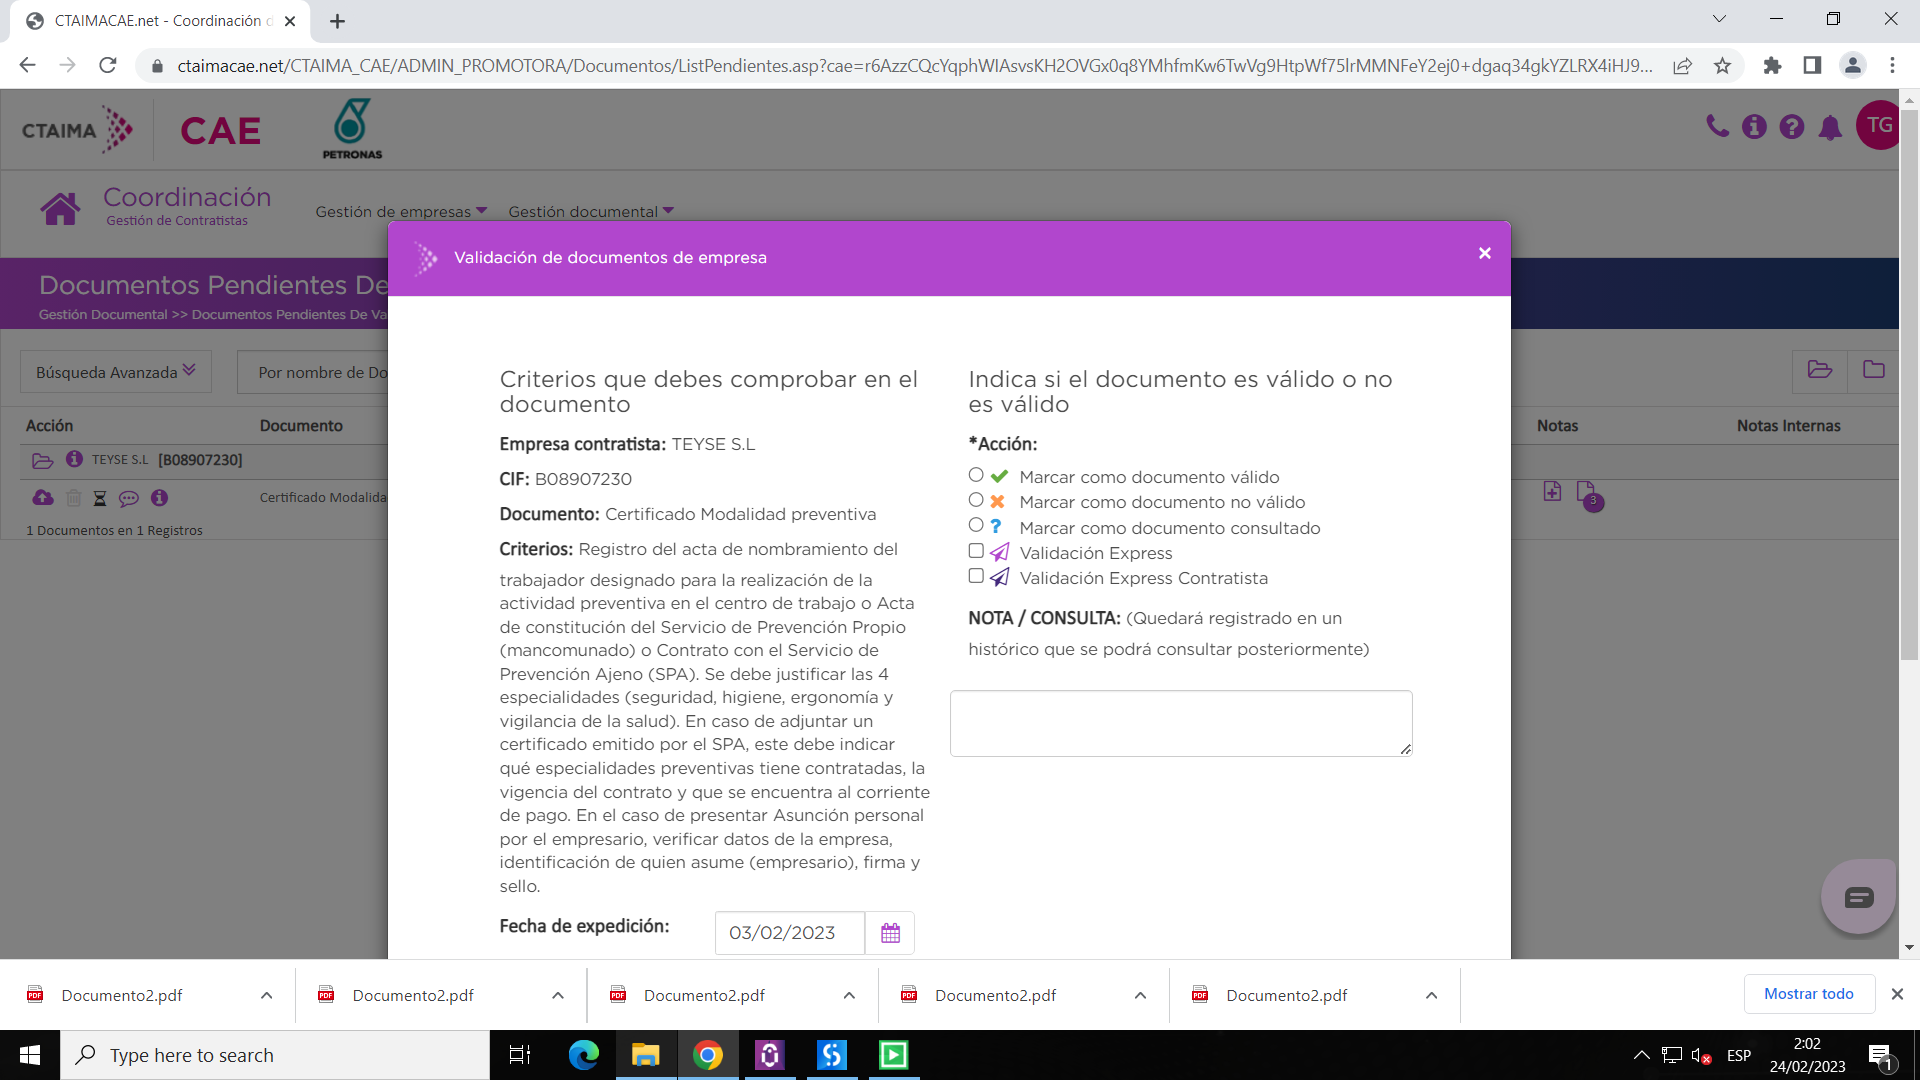 CTAIMACAE.net - Coordinación d
ctaimacae.net/CTAIMA_CAE/ADMIN_PROMOTORA/Documentos/ListPendientes.asp?cae=r6AzzCQcYqphWIAsvsKH2OVGx0q8YMhfmKw6TwVg9HtpWf75lrMMNFeY2ej0+dgaq34gkYZLRX4iHJ9...
CTAIMA
CAE
PETRONAS
TG
Coordinación
Gestión de Contratistas
Gestión de empresas
Gestión documental
Validación de documentos de empresa
Documentos Pendientes De
Gestión Documental >> Documentos Pendientes De Va
Búsqueda Avanzada
Por nombre de Do
Acción
Documento
Notas
Notas Internas
TEYSE S.L [B08907230]
Certificado Modalida
3
1 Documentos en 1 Registros
Criterios que debes comprobar en el
documento
Empresa contratista: TEYSE S.L
CIF: B08907230
Documento: Certificado Modalidad preventiva
Criterios: Registro del acta de nombramiento del
trabajador designado para la realización de la
actividad preventiva en el centro de trabajo o Acta
de constitución del Servicio de Prevención Propio
(mancomunado) o Contrato con el Servicio de
Prevención Ajeno (SPA). Se debe justificar las 4
especialidades (seguridad, higiene, ergonomía y
vigilancia de la salud). En caso de adjuntar un
certificado emitido por el SPA, este debe indicar
qué especialidades preventivas tiene contratadas, la
vigencia del contrato y que se encuentra al corriente
de pago. En el caso de presentar Asunción personal
por el empresario, verificar datos de la empresa,
identificación de quien asume (empresario), firma y
sello.
Fecha de expedición: 03/02/2023
Indica si el documento es válido o no
es válido
*Acción:
Marcar como documento válido
Marcar como documento no válido
Marcar como documento consultado
Validación Express
Validación Express Contratista
NOTA / CONSULTA: (Quedará registrado en un
histórico que se podrá consultar posteriormente)
Documento2.pdf
Documento2.pdf
Documento2.pdf
Documento2.pdf
Documento2.pdf
Mostrar todo
Type here to search
ESP
2:02
24/02/2023
1